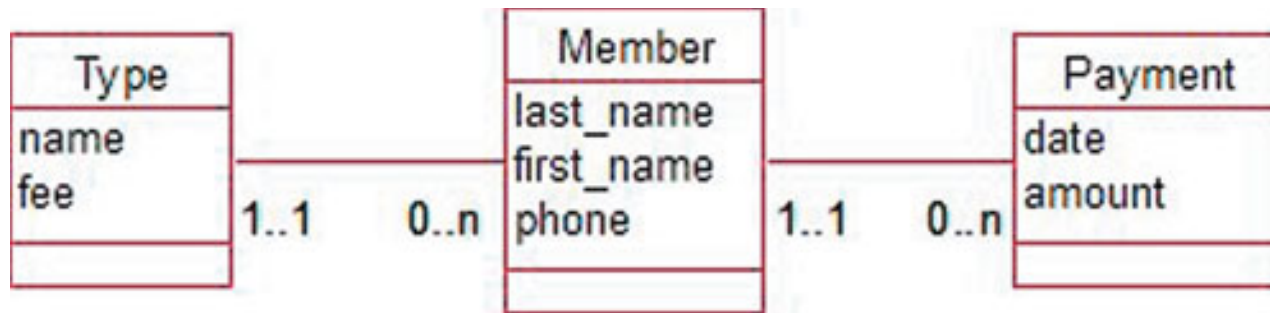 Type
name
fee
1..1
0..n
Member
last_name
first_name
phone
1..1
0..n
Payment
date
amount